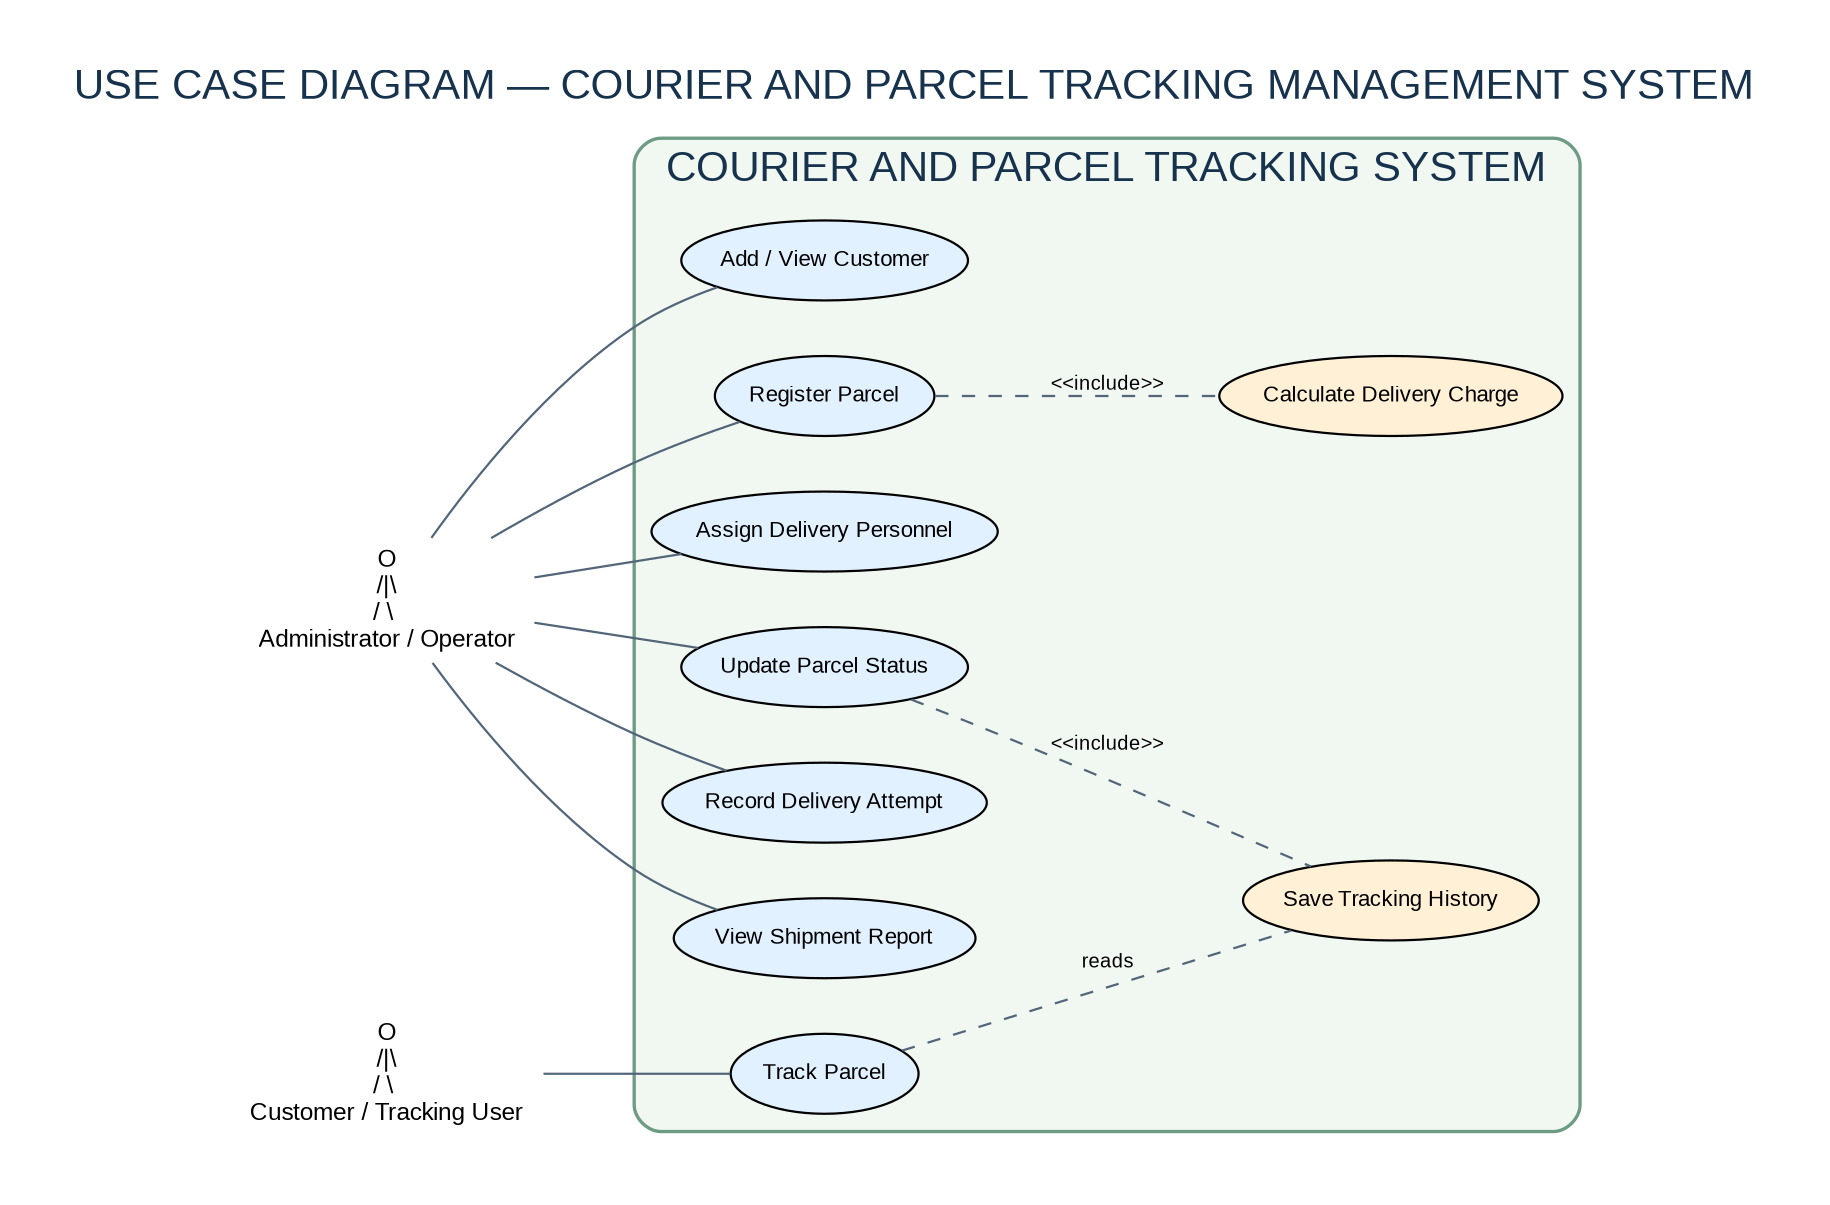 USE CASE DIAGRAM — COURIER AND PARCEL TRACKING MANAGEMENT SYSTEM
COURIER AND PARCEL TRACKING SYSTEM
Add / View Customer
Register Parcel
<<include>>
Calculate Delivery Charge
Assign Delivery Personnel
O
/|\
/ \
Administrator / Operator
Update Parcel Status
<<include>>
Record Delivery Attempt
Save Tracking History
View Shipment Report
reads
O
/|\
/ \
Customer / Tracking User
Track Parcel